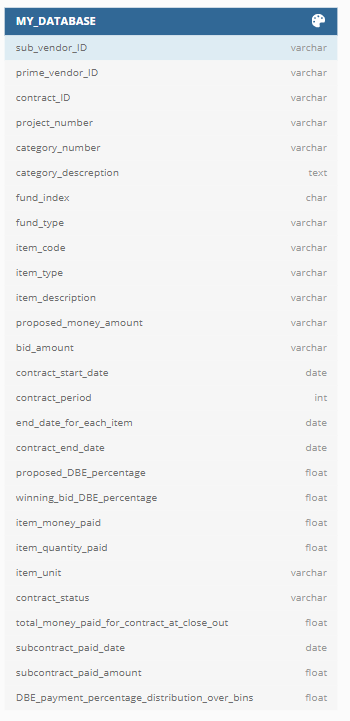 MY_DATABASE
sub_vendor_ID varchar
prime_vendor_ID varchar
contract_ID varchar
project_number varchar
category_number varchar
category_descreption text
fund_index char
fund_type varchar
item_code varchar
item_type varchar
item_description varchar
proposed_money_amount varchar
bid_amount varchar
contract_start_date date
contract_period int
end_date_for_each_item date
contract_end_date date
proposed_DBE_percentage float
winning_bid_DBE_percentage float
item_money_paid float
item_quantity_paid float
item_unit varchar
contract_status varchar
total_money_paid_for_contract_at_close_out float
subcontract_paid_date date
subcontract_paid_amount float
DBE_payment_percentage_distribution_over_bins float